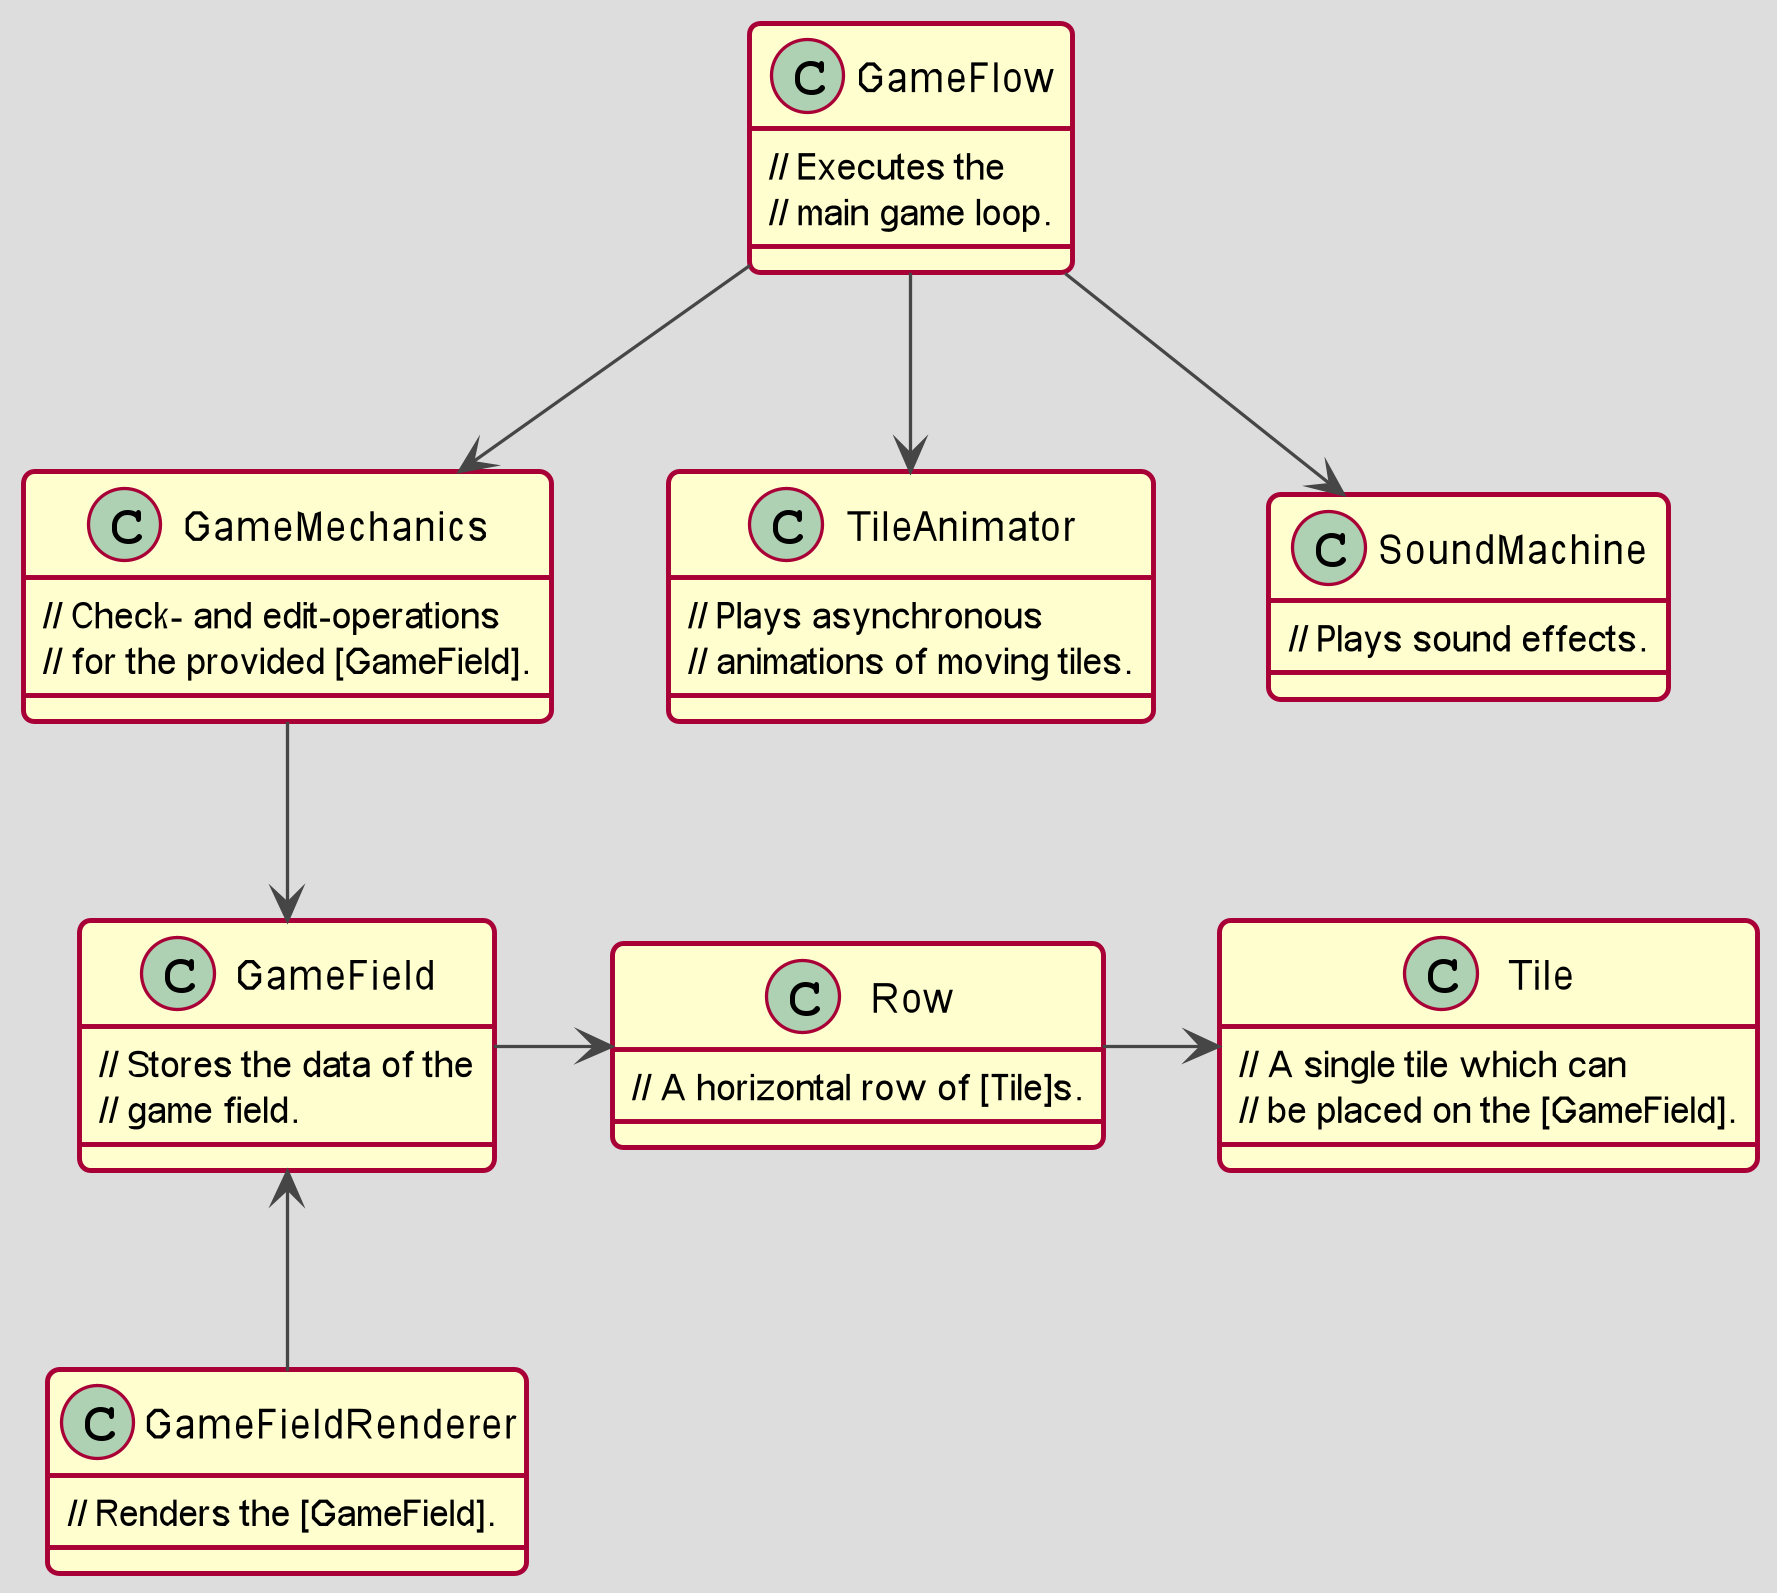 C GameFlow
// Executes the
// main game loop.
C GameMechanics
// Check- and edit-operations
// for the provided [GameField].
C TileAnimator
// Plays asynchronous
// animations of moving tiles.
C SoundMachine
// Plays sound effects.
C GameField
// Stores the data of the
// game field.
C Row
// A horizontal row of [Tile]s.
C Tile
// A single tile which can
// be placed on the [GameField].
C GameFieldRenderer
// Renders the [GameField].